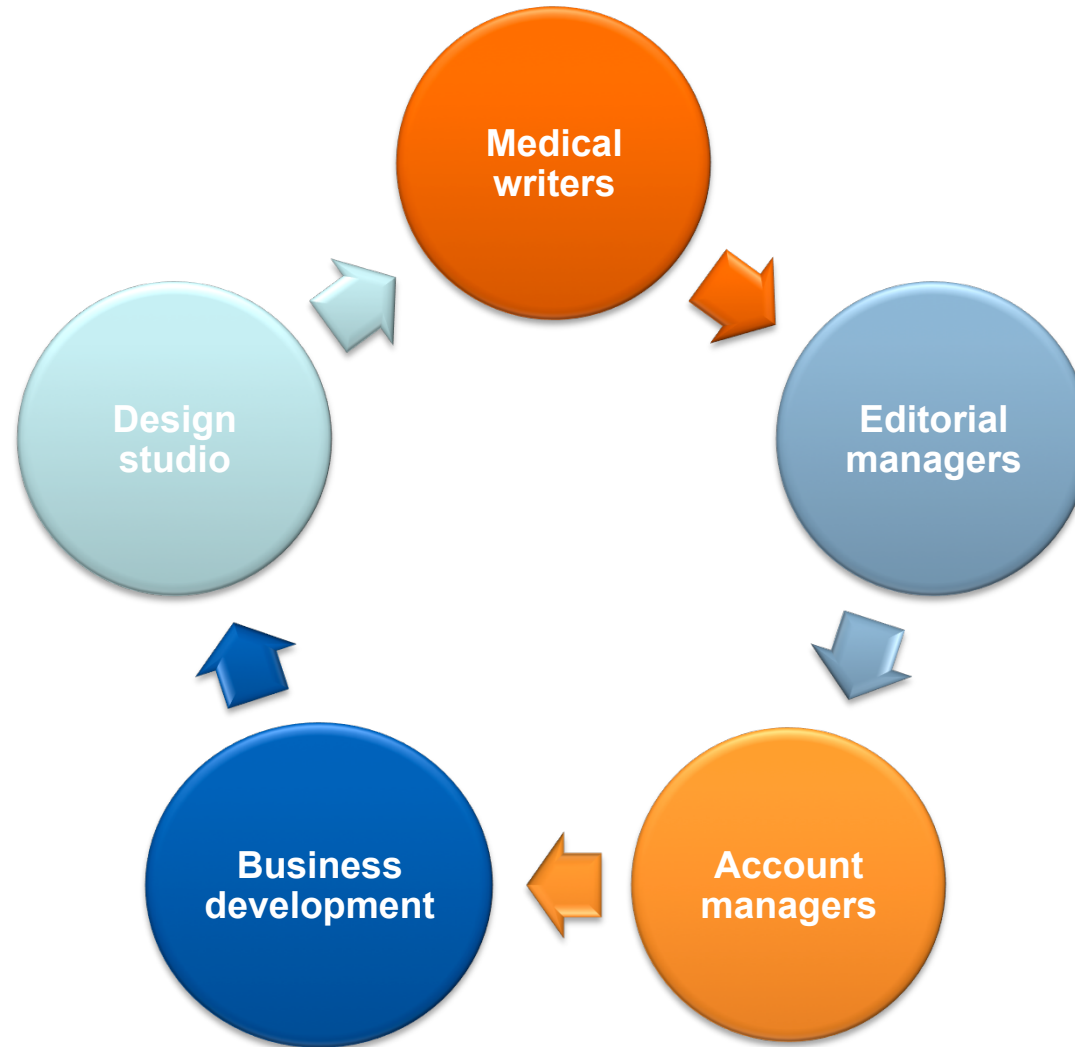 Medical
writers
Editorial
managers
Account
managers
Business
development
Design
studio